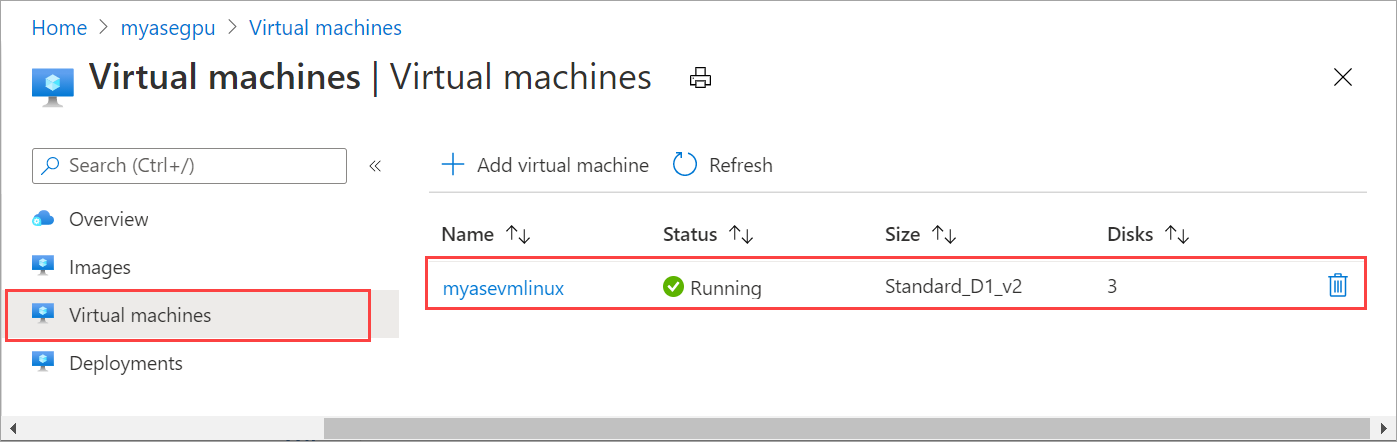 Home > myasegpu > Virtual machines
Virtual machines | Virtual machines
Search (Ctrl+/) «
Add virtual machine Refresh
Overview
Images
Virtual machines
Deployments
Name Status Size Disks
myasevmlinux Running Standard_D1_v2 3